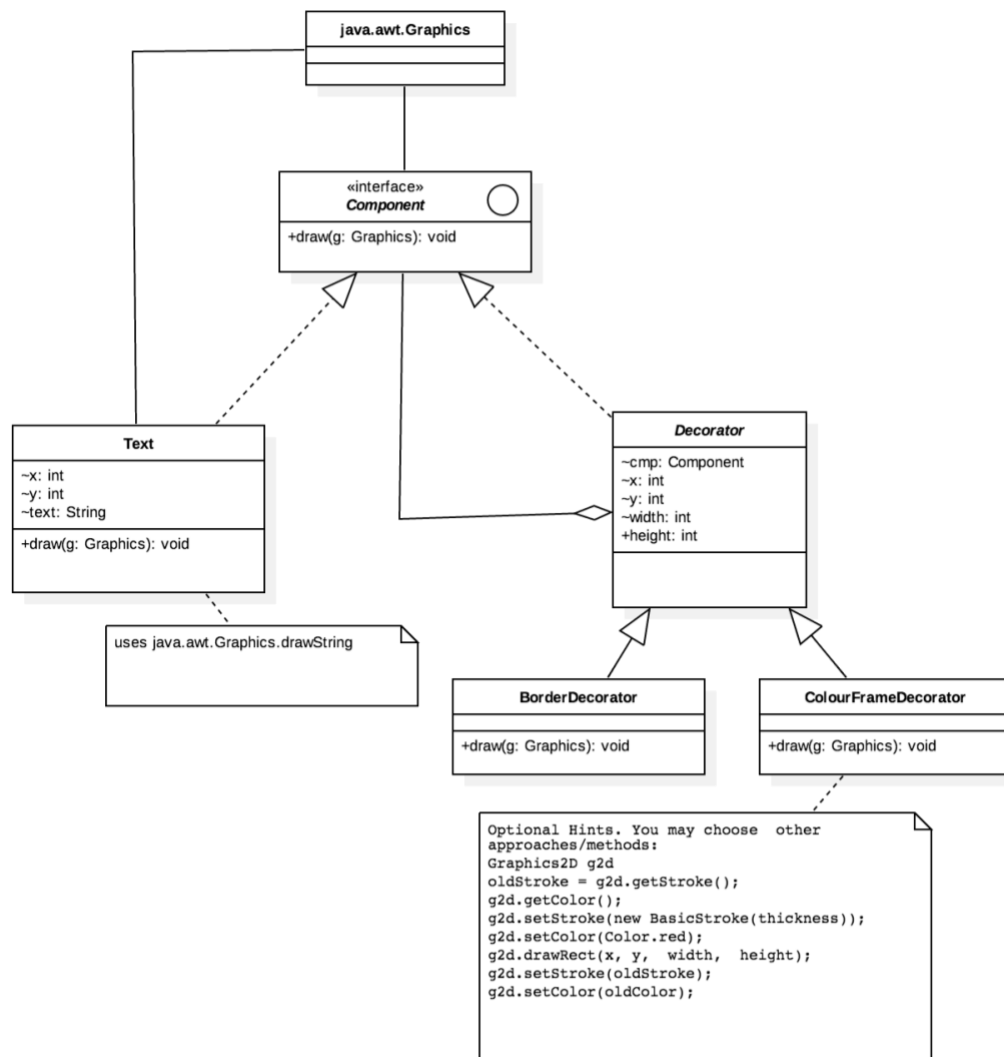 java.awt.Graphics
«interface»
Component
+draw(g: Graphics): void
Text
~x: int
~y: int
~text: String
+draw(g: Graphics): void
uses java.awt.Graphics.drawString
Decorator
~cmp: Component
~x: int
~y: int
~width: int
+height: int
BorderDecorator
+draw(g: Graphics): void
ColourFrameDecorator
+draw(g: Graphics): void
Optional Hints. You may choose other
approaches/methods:
Graphics2D g2d
oldStroke = g2d.getStroke();
g2d.getColor();
g2d.setStroke(new BasicStroke(thickness));
g2d.setColor(Color.red);
g2d.drawRect(x, y, width, height);
g2d.setStroke(oldStroke);
g2d.setColor(oldColor);